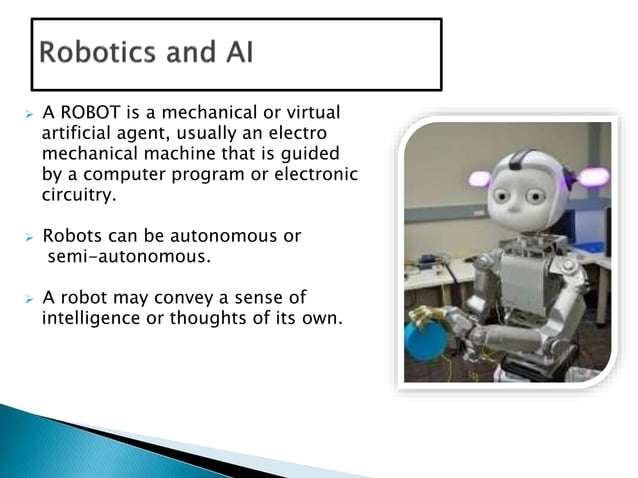 Robotics and AI
A ROBOT is a mechanical or virtual
artificial agent, usually an electro
mechanical machine that is guided
by a computer program or electronic
circuitry.
Robots can be autonomous or
semi-autonomous.
A robot may convey a sense of
intelligence or thoughts of its own.